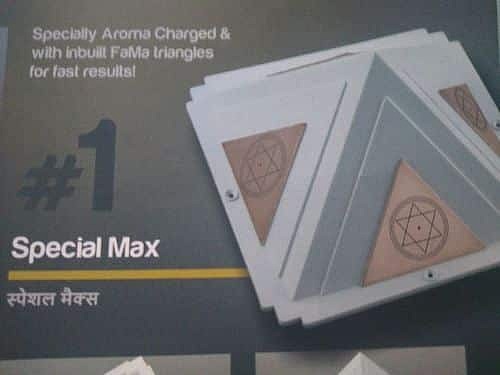 Specially Aroma Charged &
with inbuilt FaMa triangles
for fast results!
#1
Special Max
स्पेशल मैक्स